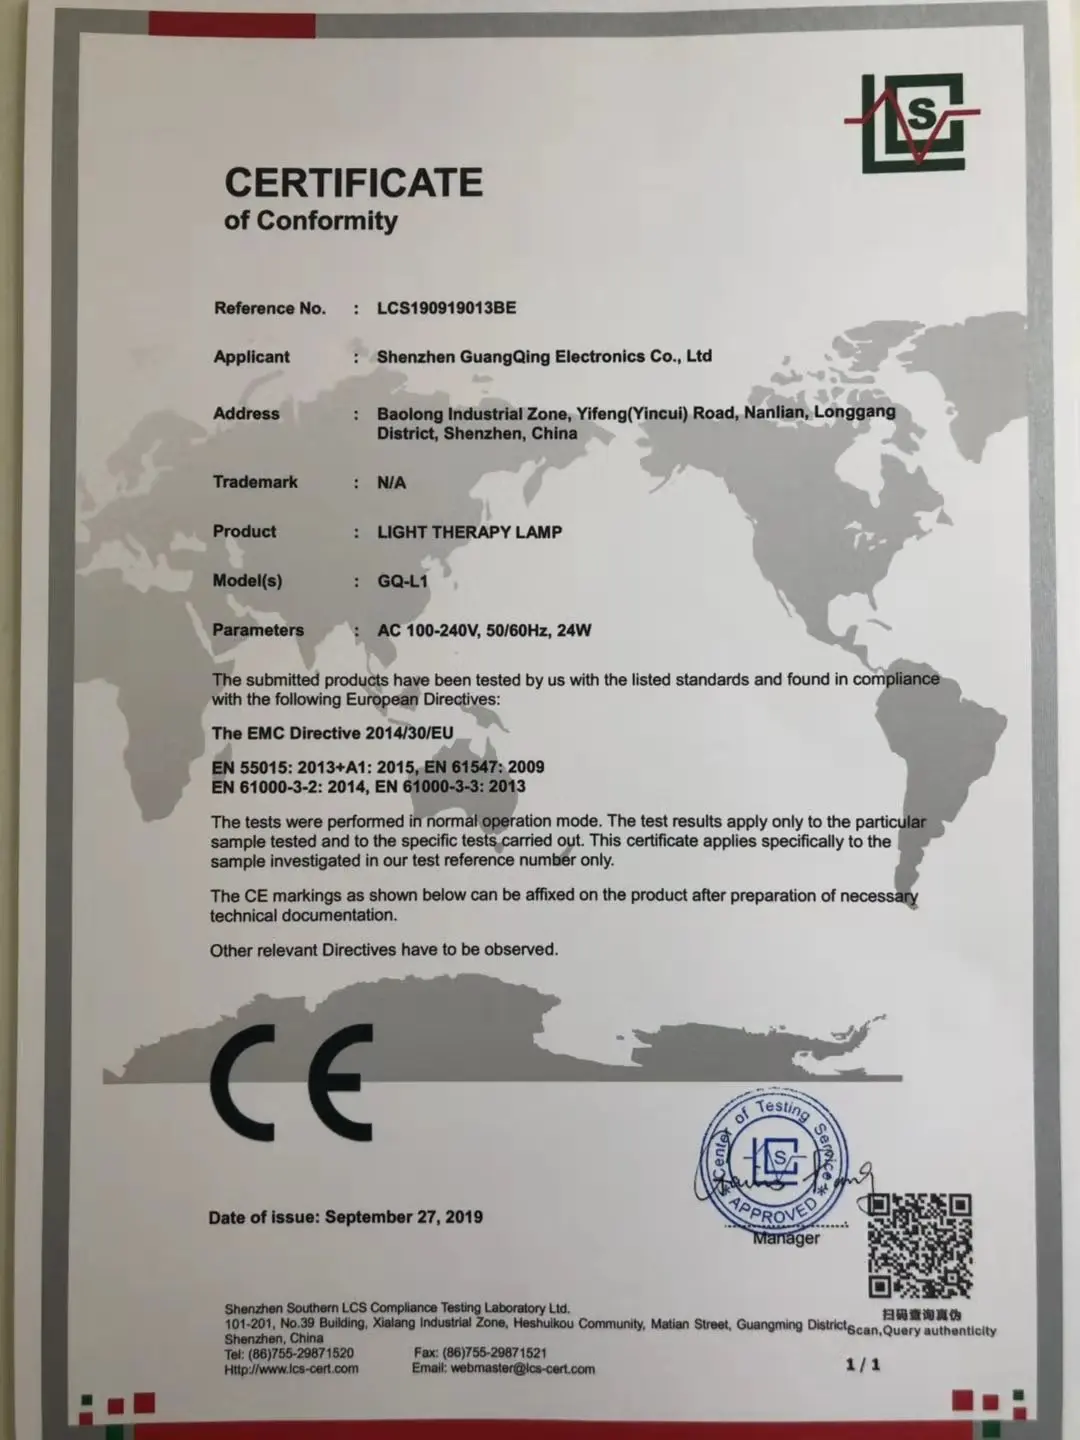 LCS
CERTIFICATE
of Conformity
Reference No. : LCS190919013BE
Applicant : Shenzhen GuangQing Electronics Co., Ltd
Address : Baolong Industrial Zone, Yifeng(Yincui) Road, Nanlian, Longgang
District, Shenzhen, China
Trademark : N/A
Product : LIGHT THERAPY LAMP
Model(s) : GQ-L1
Parameters : AC 100-240V, 50/60Hz, 24W
The submitted products have been tested by us with the listed standards and found in compliance
with the following European Directives:
The EMC Directive 2014/30/EU
EN 55015: 2013+A1: 2015, EN 61547: 2009
EN 61000-3-2: 2014, EN 61000-3-3: 2013
The tests were performed in normal operation mode. The test results apply only to the particular
sample tested and to the specific tests carried out. This certificate applies specifically to the
sample investigated in our test reference number only.
The CE markings as shown below can be affixed on the product after preparation of necessary
technical documentation.
Other relevant Directives have to be observed.
CE
Center of Testing Service
LCS
* APPROVED *
Manager
Date of issue: September 27, 2019
扫码查询真伪
Scan,Query authenticity
Shenzhen Southern LCS Compliance Testing Laboratory Ltd.
101-201, No.39 Building, Xialang Industrial Zone, Heshuikou Community, Matian Street, Guangming District,
Shenzhen, China
Tel: (86)755-29871520 Fax: (86)755-29871521
Http://www.lcs-cert.com Email: webmaster@lcs-cert.com
1 / 1